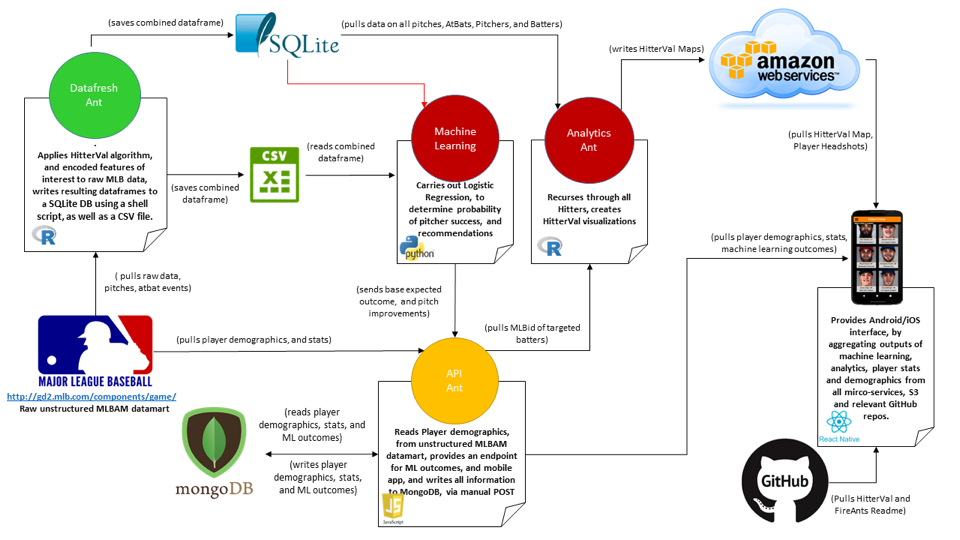 (saves combined dataframe)
SQLite
(pulls data on all pitches, AtBats, Pitchers, and Batters)
(writes HitterVal Maps)
amazon
web services™
Datafresh
Ant
.
Applies HitterVal algorithm,
and encoded features of
interest to raw MLB data,
writes resulting dataframes to
a SQLite DB using a shell
script, as well as a CSV file.
R
(saves combined
dataframe)
CSV
(reads combined
dataframe)
Machine
Learning
Carries out Logistic
Regression, to
determine probability
of pitcher success, and
recommendations
python
Analytics
Ant
Recurses through all
Hitters, creates
HitterVal visualizations
R
(pulls HitterVal Map,
Player Headshots)
(pulls player demographics, stats,
machine learning outcomes)
( pulls raw data,
pitches, atbat events)
(sends base expected
outcome, and pitch
improvements)
(pulls MLBid of targeted
batters)
MAJOR LEAGUE BASEBALL
http://gd2.mlb.com/components/game/
Raw unstructured MLBAM datamart
(pulls player demographics, and stats)
API
Ant
Reads Player demographics,
from unstructured MLBAM
datamart, provides an endpoint
for ML outcomes, and mobile
app, and writes all information
to MongoDB, via manual POST
JS
JavaScript
mongoDB
(reads player
demographics, stats, and
ML outcomes)
(writes player
demographics, stats,
and ML outcomes)
Provides Android/iOS
interface, by
aggregating outputs of
machine learning,
analytics, player stats
and demographics from
all mirco-services, S3
and relevant GitHub
repos.
React Native
GitHub
(Pulls HitterVal and
FireAnts Readme)